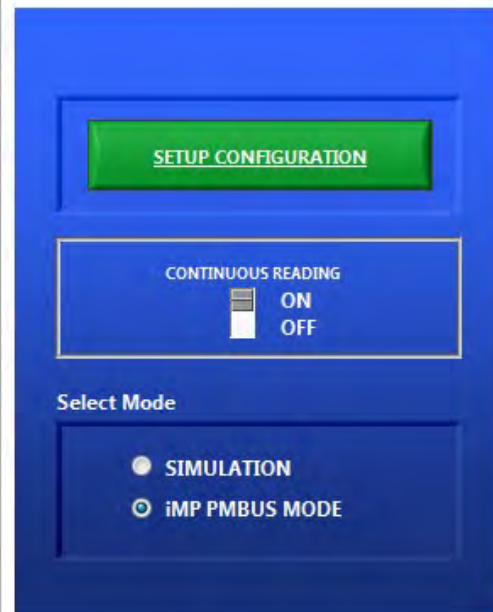 SETUP CONFIGURATION
CONTINUOUS READING
ON
OFF
Select Mode
SIMULATION
iMP PMBUS MODE